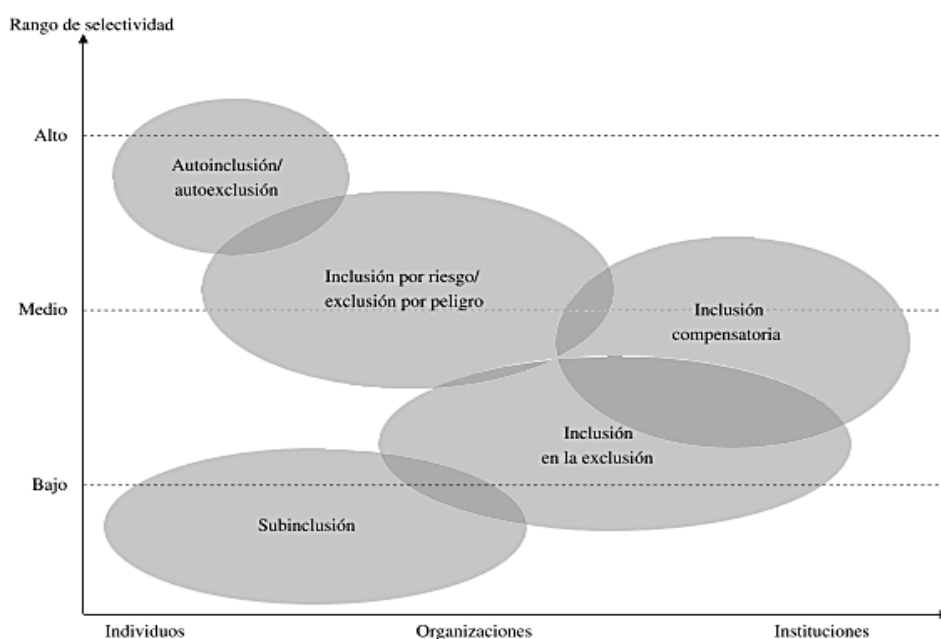 Rango de selectividad
Alto
Autoinclusión/
autoexclusión
Inclusión por riesgo/
exclusión por peligro
Medio
Inclusión
compensatoria
Inclusión
en la exclusión
Bajo
Subinclusión
Individuos
Organizaciones
Instituciones